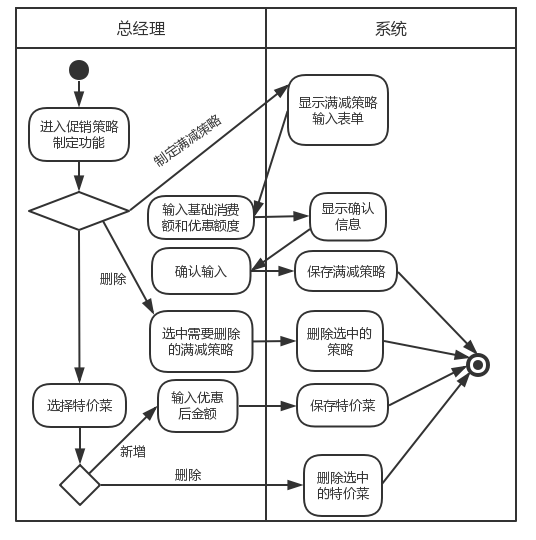 总经理
系统
进入促销策略
制定功能
制定满减策略
显示满减策略
输入表单
输入基础消费
额和优惠额度
显示确认
信息
确认输入
保存满减策略
删除
选中需要删除
的满减策略
删除选中的
策略
选择特价菜
输入优惠
后金额
保存特价菜
新增
删除
删除选中
的特价菜